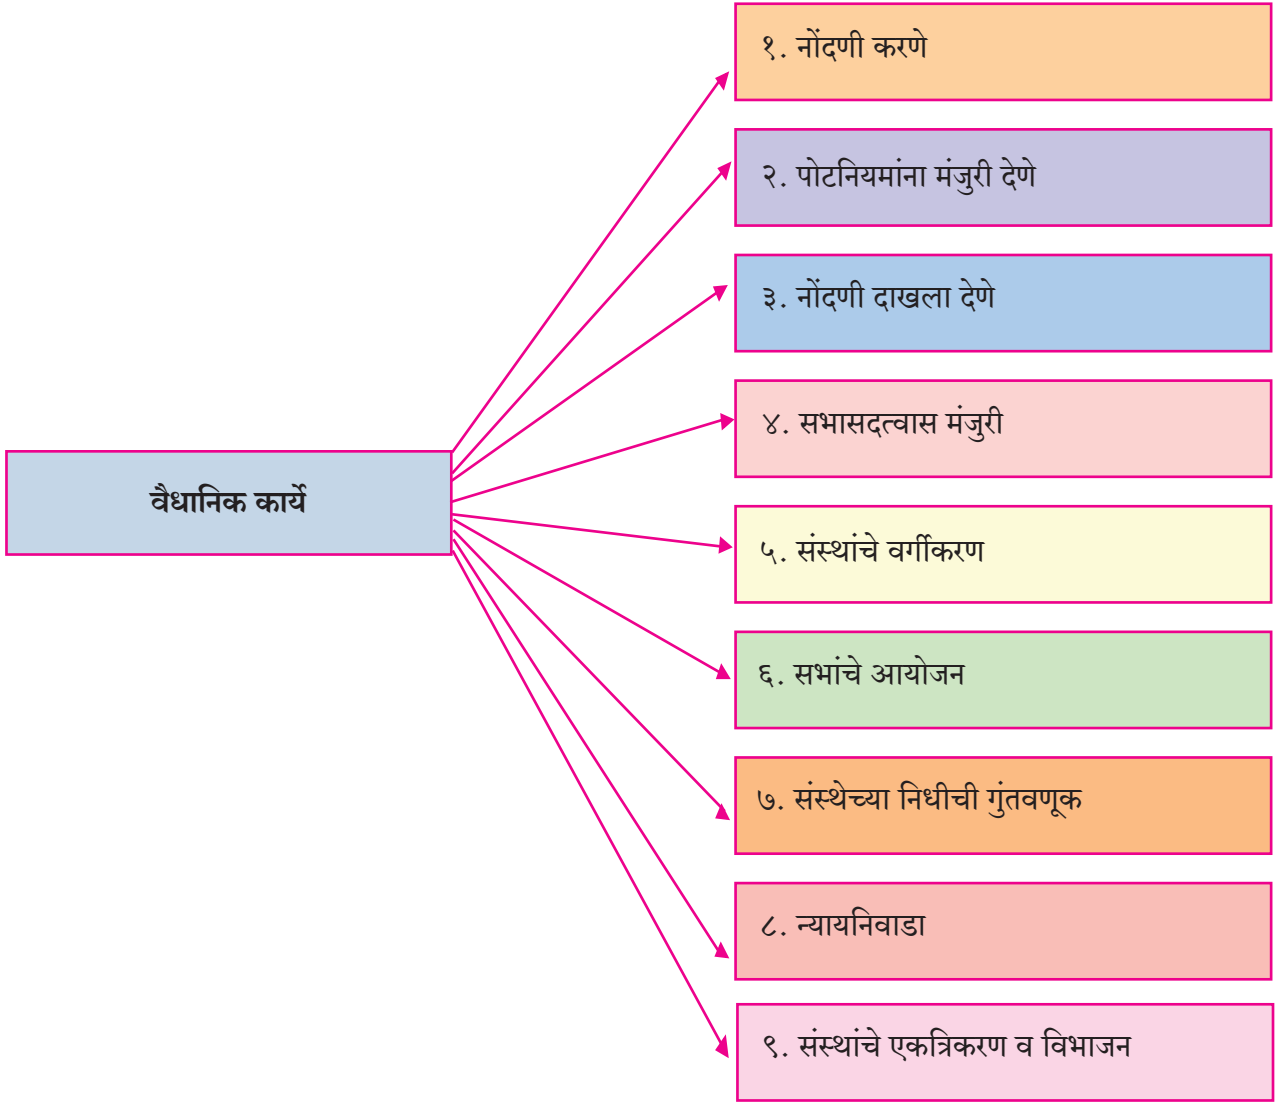 १. नोंदणी करणे
२. पोटनियमांना मंजुरी देणे
३. नोंदणी दाखला देणे
४. सभासदत्वास मंजुरी
वैधानिक कार्ये
५. संस्थांचे वर्गीकरण
६. सभांचे आयोजन
७. संस्थेच्या निधीची गुंतवणूक
८. न्यायनिवाडा
९. संस्थांचे एकत्रिकरण व विभाजन